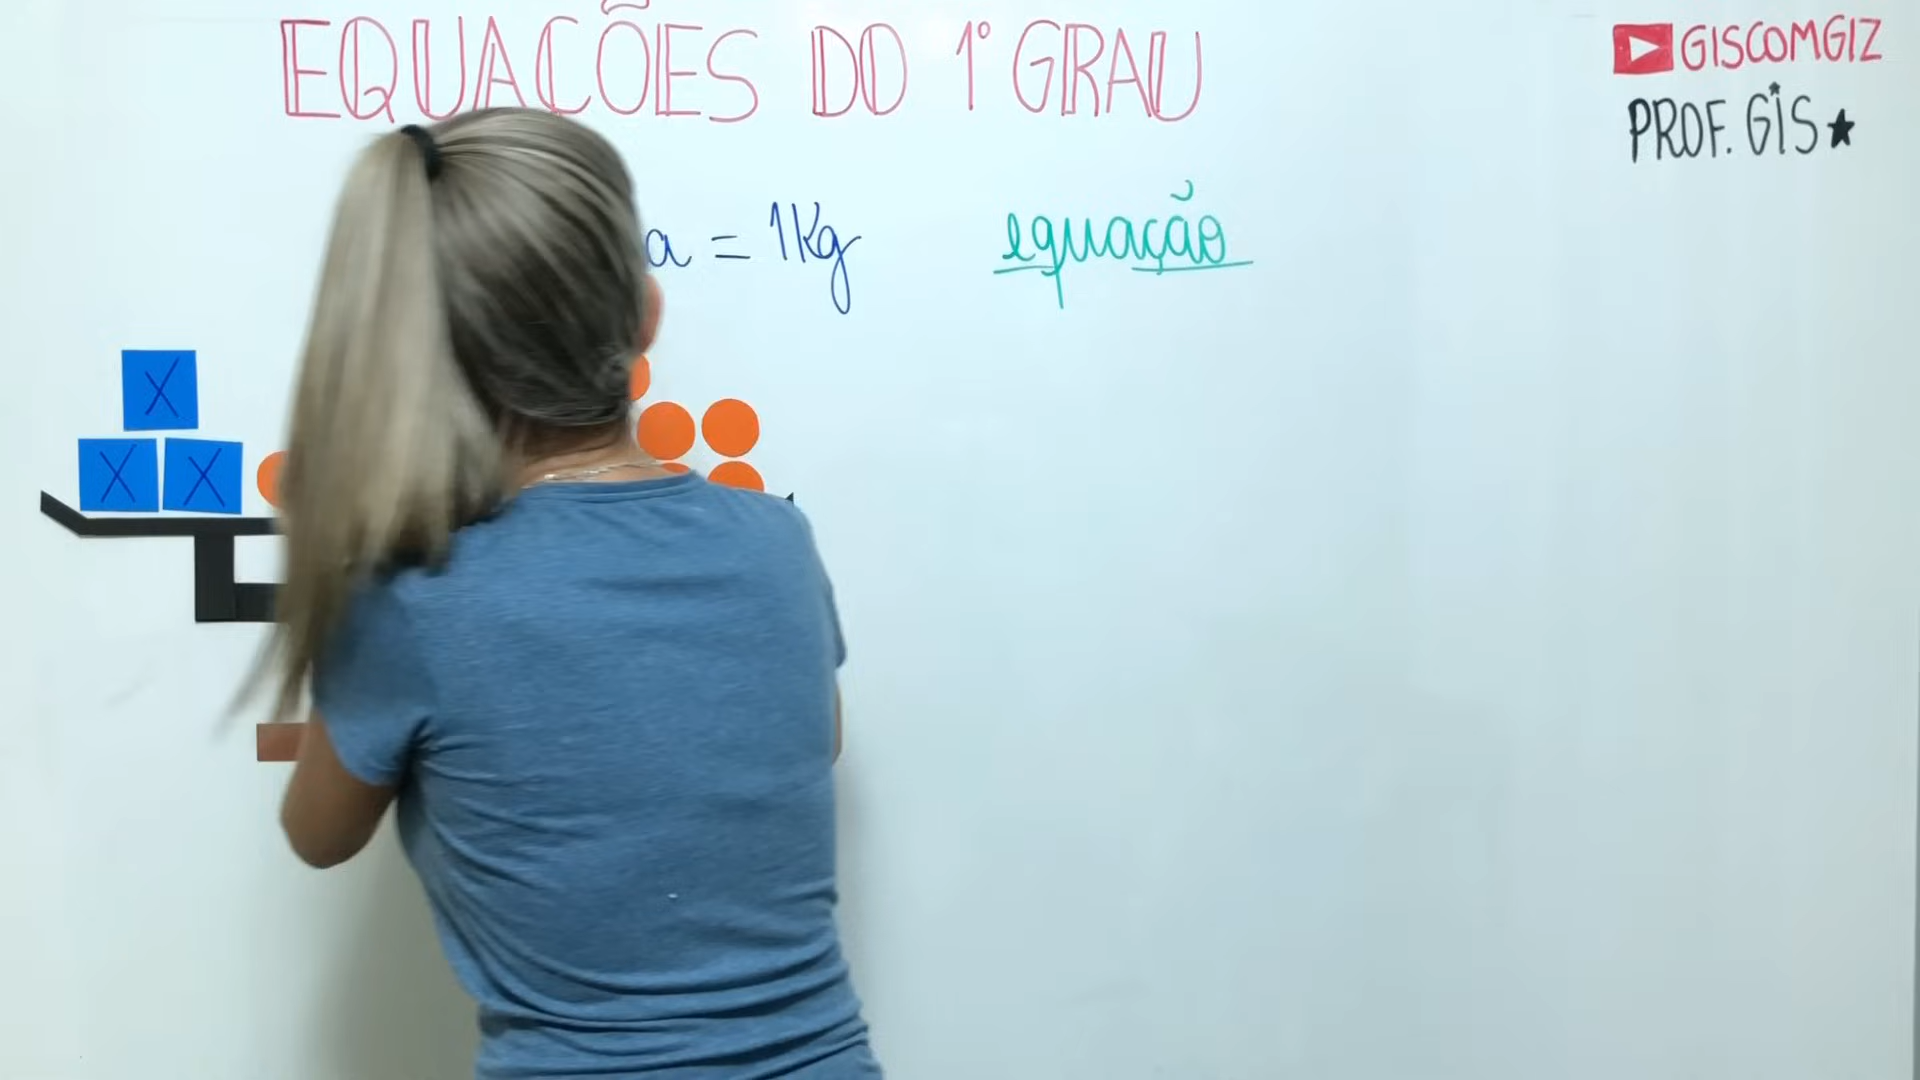 EQUAÇÕES DO 1º GRAU
GISCOMGIZ
PROF. GIS
a = 1Kg
equação
X
X X